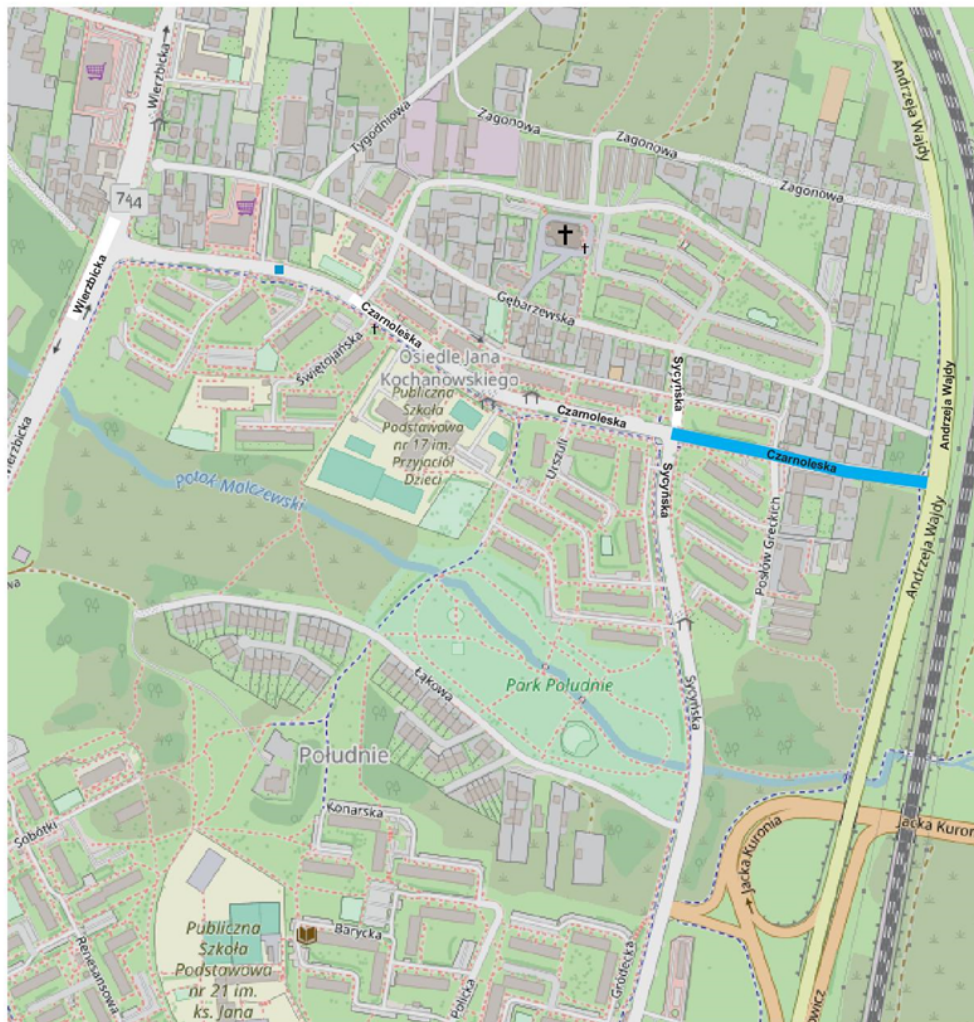 Wierzbicka
Andrzeja Wajdy
Tygodniowa
Zagonowa
Zagonowa
Zagonowa
744
Wierzbicka
Gębarzewska
Czarnoleska
Świętojańska
Osiedle Jana
Kochanowskiego
Publiczna
Szkoła
Podstawowa
nr 17 im.
Przyjaciół
Dzieci
Sycyńska
Andrzeja Wajdy
Czarnoleska
Urszuli
Czarnoleska
Sycyńska
Potok Malczewski
Posłów Greckich
Andrzeja Wajdy
Łąkowa
Park Południe
Sycyńska
Południe
Konarska
Sobótki
Jacka Kuronia
Jacka Kuron
Barycka
Renesansowa
Publiczna
Szkoła
Podstawowa
nr 21 im.
ks. Jana
Policka
Gródecka